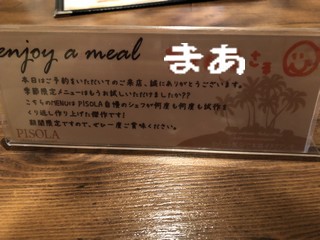 enjoy a meal まあさま
本日はご予約をいただいてのご来店、誠にありがとうございます。
季節限定メニューはもうお試しいただけましたか??
こちらのMENUは PISOLA自慢のシェフが何度も何度も試作を
くり返し作り上げた傑作です!
期間限定ですので、ぜひ一度ご賞味ください。
PISOLA